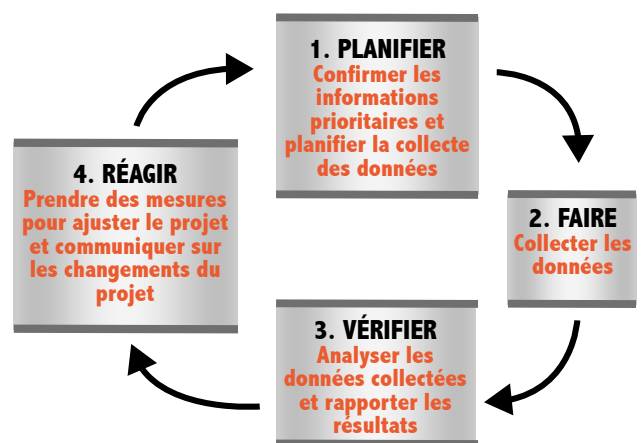 1. PLANIFIER
Confirmer les
informations
prioritaires et
planifier la collecte
des données
2. FAIRE
Collecter les
données
3. VÉRIFIER
Analyser les
données collectées
et rapporter les
résultats
4. RÉAGIR
Prendre des mesures
pour ajuster le projet
et communiquer sur
les changements du
projet